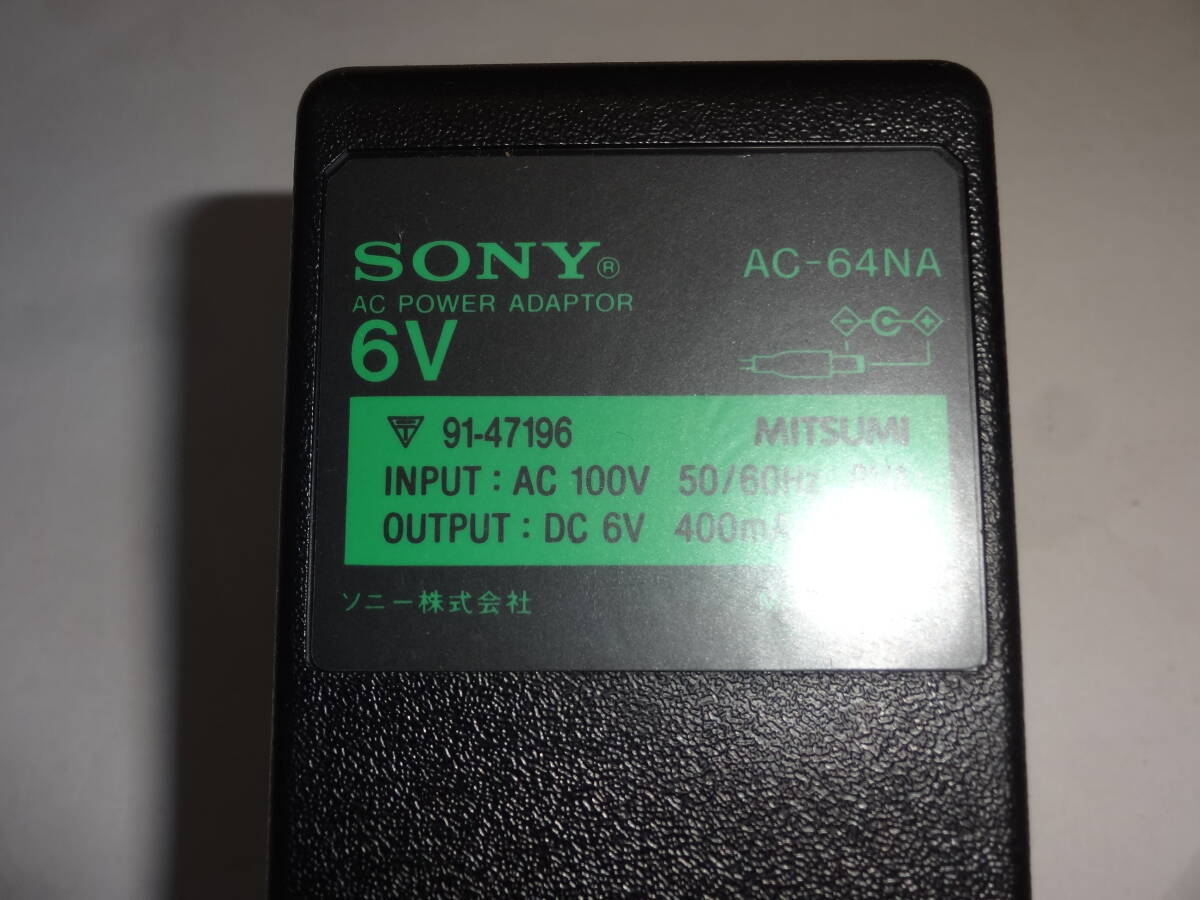 SONY®
AC-64NA
AC POWER ADAPTOR
6V
91-47196 MITSUMI
INPUT : AC 100V 50/60Hz
OUTPUT : DC 6V 400mA
ソニー株式会社